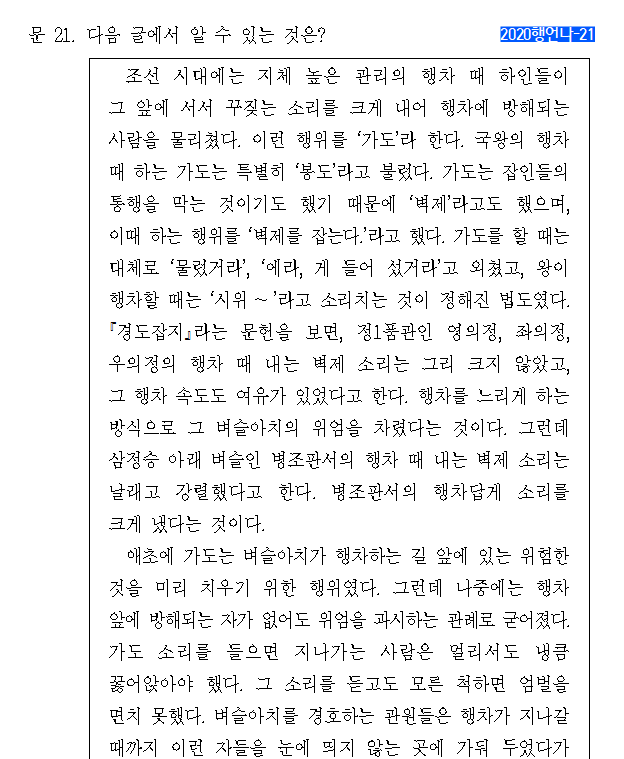 문 21. 다음 글에서 알 수 있는 것은?
2020행언나-21
조선 시대에는 지체 높은 관리의 행차 때 하인들이
그 앞에 서서 꾸짖는 소리를 크게 내어 행차에 방해되는
사람을 물리쳤다. 이런 행위를 ‘가도’라 한다. 국왕의 행차
때 하는 가도는 특별히 ‘봉도’라고 불렀다. 가도는 잡인들의
통행을 막는 것이기도 했기 때문에 ‘벽제’라고도 했으며,
이때 하는 행위를 ‘벽제를 잡는다.’라고 했다. 가도를 할 때는
대체로 ‘물렀거라’, ‘에라, 게 들어 섰거라’고 외쳤고, 왕이
행차할 때는 ‘시위 ~ ’라고 소리치는 것이 정해진 법도였다.
『경도잡지』라는 문헌을 보면, 정1품관인 영의정, 좌의정,
우의정의 행차 때 내는 벽제 소리는 그리 크지 않았고,
그 행차 속도도 여유가 있었다고 한다. 행차를 느리게 하는
방식으로 그 벼슬아치의 위엄을 차렸다는 것이다. 그런데
삼정승 아래 벼슬인 병조판서의 행차 때 내는 벽제 소리는
날래고 강렬했다고 한다. 병조판서의 행차답게 소리를
크게 냈다는 것이다.
애초에 가도는 벼슬아치가 행차하는 길 앞에 있는 위험한
것을 미리 치우기 위한 행위였다. 그런데 나중에는 행차
앞에 방해되는 자가 없어도 위엄을 과시하는 관례로 굳어졌다.
가도 소리를 들으면 지나가는 사람은 멀리서도 냉큼
꿇어앉아야 했다. 그 소리를 듣고도 모른 척하면 엄벌을
면치 못했다. 벼슬아치를 경호하는 관원들은 행차가 지나갈
때까지 이런 자들을 눈에 띄지 않는 곳에 가둬 두었다가